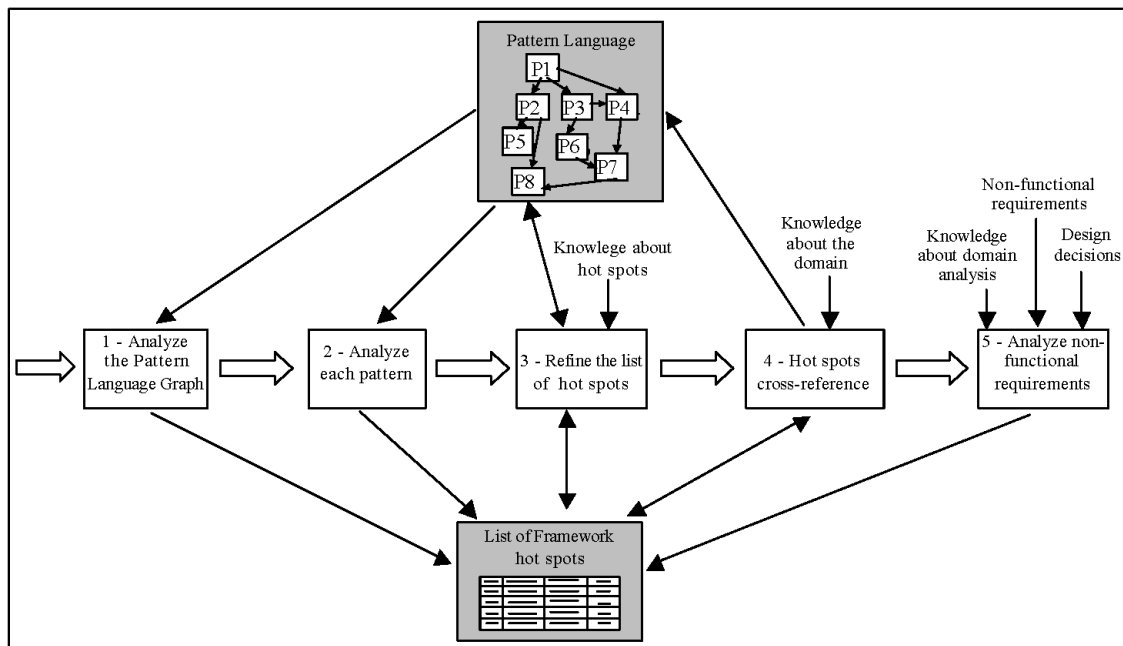 Pattern Language
P1
P2
P3
P4
P5
P6
P7
P8
Knowlege about
hot spots
Knowledge
about the
domain
Non-functional
requirements
Knowledge
about domain
analysis
Design
decisions
1 - Analyze
the Pattern
Language Graph
2 - Analyze
each pattern
3 - Refine the list
of hot spots
4 - Hot spots
cross-reference
5 - Analyze non-
functional
requirements
List of Framework
hot spots